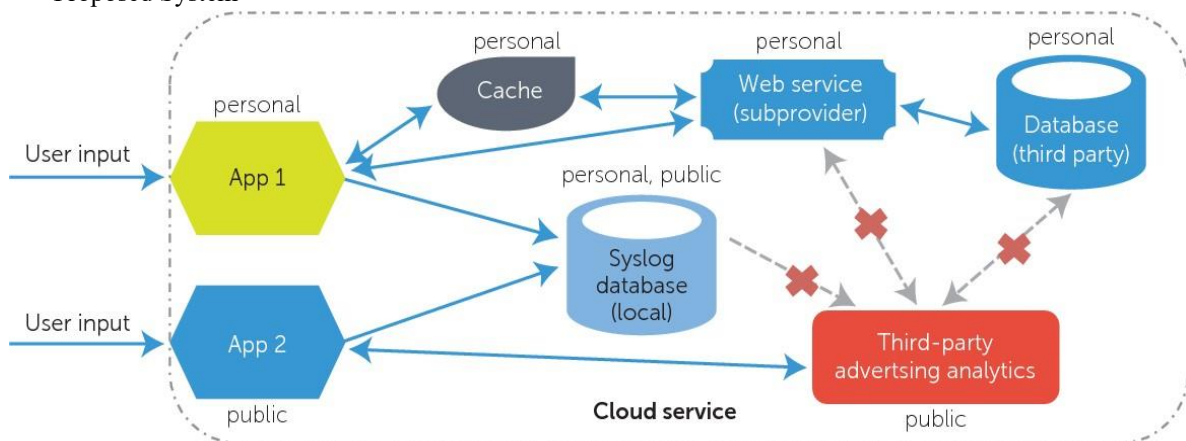 personal
personal
personal
Cache
Web service
(subprovider)
Database
(third party)
personal
User input
App 1
personal, public
Syslog
database
(local)
User input
App 2
Third-party
advertsing analytics
public
Cloud service
public